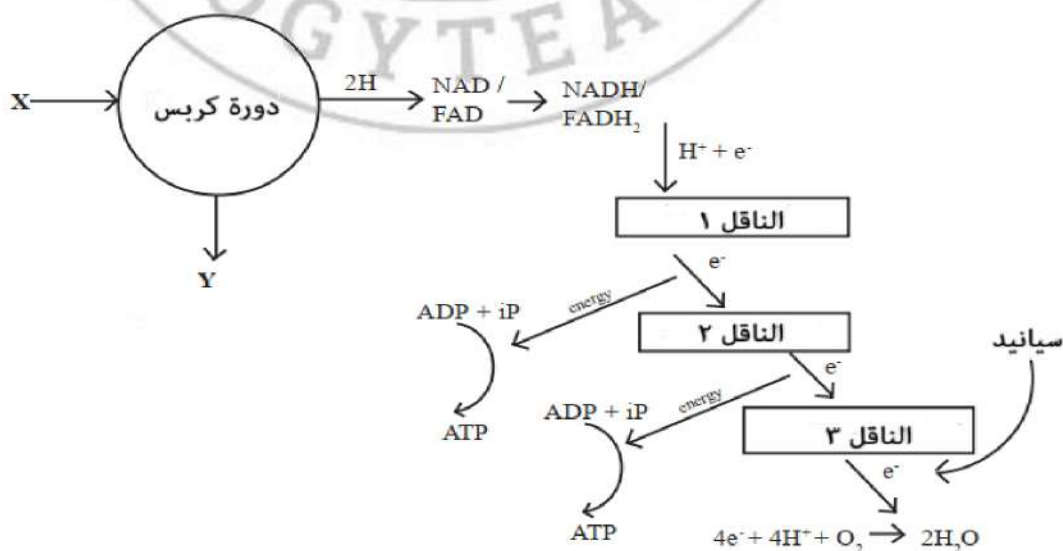 OGYTEA
X
دورة كربس
2H
NAD /
FAD
NADH/
FADH₂
H⁺ + e⁻
الناقل ١
Y
e⁻
energy
ADP + iP
ATP
الناقل ٢
سيانيد
e⁻
energy
ADP + iP
ATP
الناقل ٣
e⁻
4e⁻ + 4H⁺ + O₂ → 2H₂O